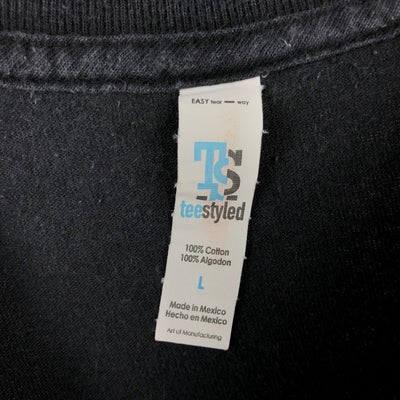 EASY tear — way
TS
teestyled
100% Cotton
100% Algodon
L
Made in Mexico
Hecho en Mexico
Art of Manufacturing